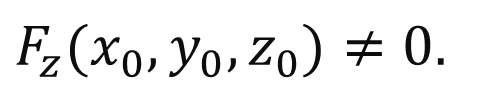 F_z(x_0, y_0, z_0) ≠ 0.